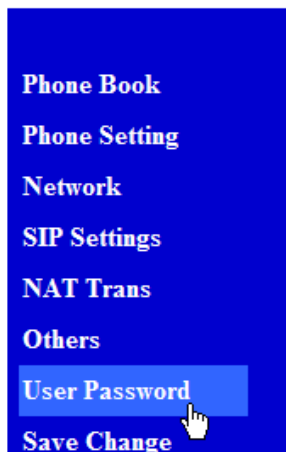 Phone Book
Phone Setting
Network
SIP Settings
NAT Trans
Others
User Password
Save Change